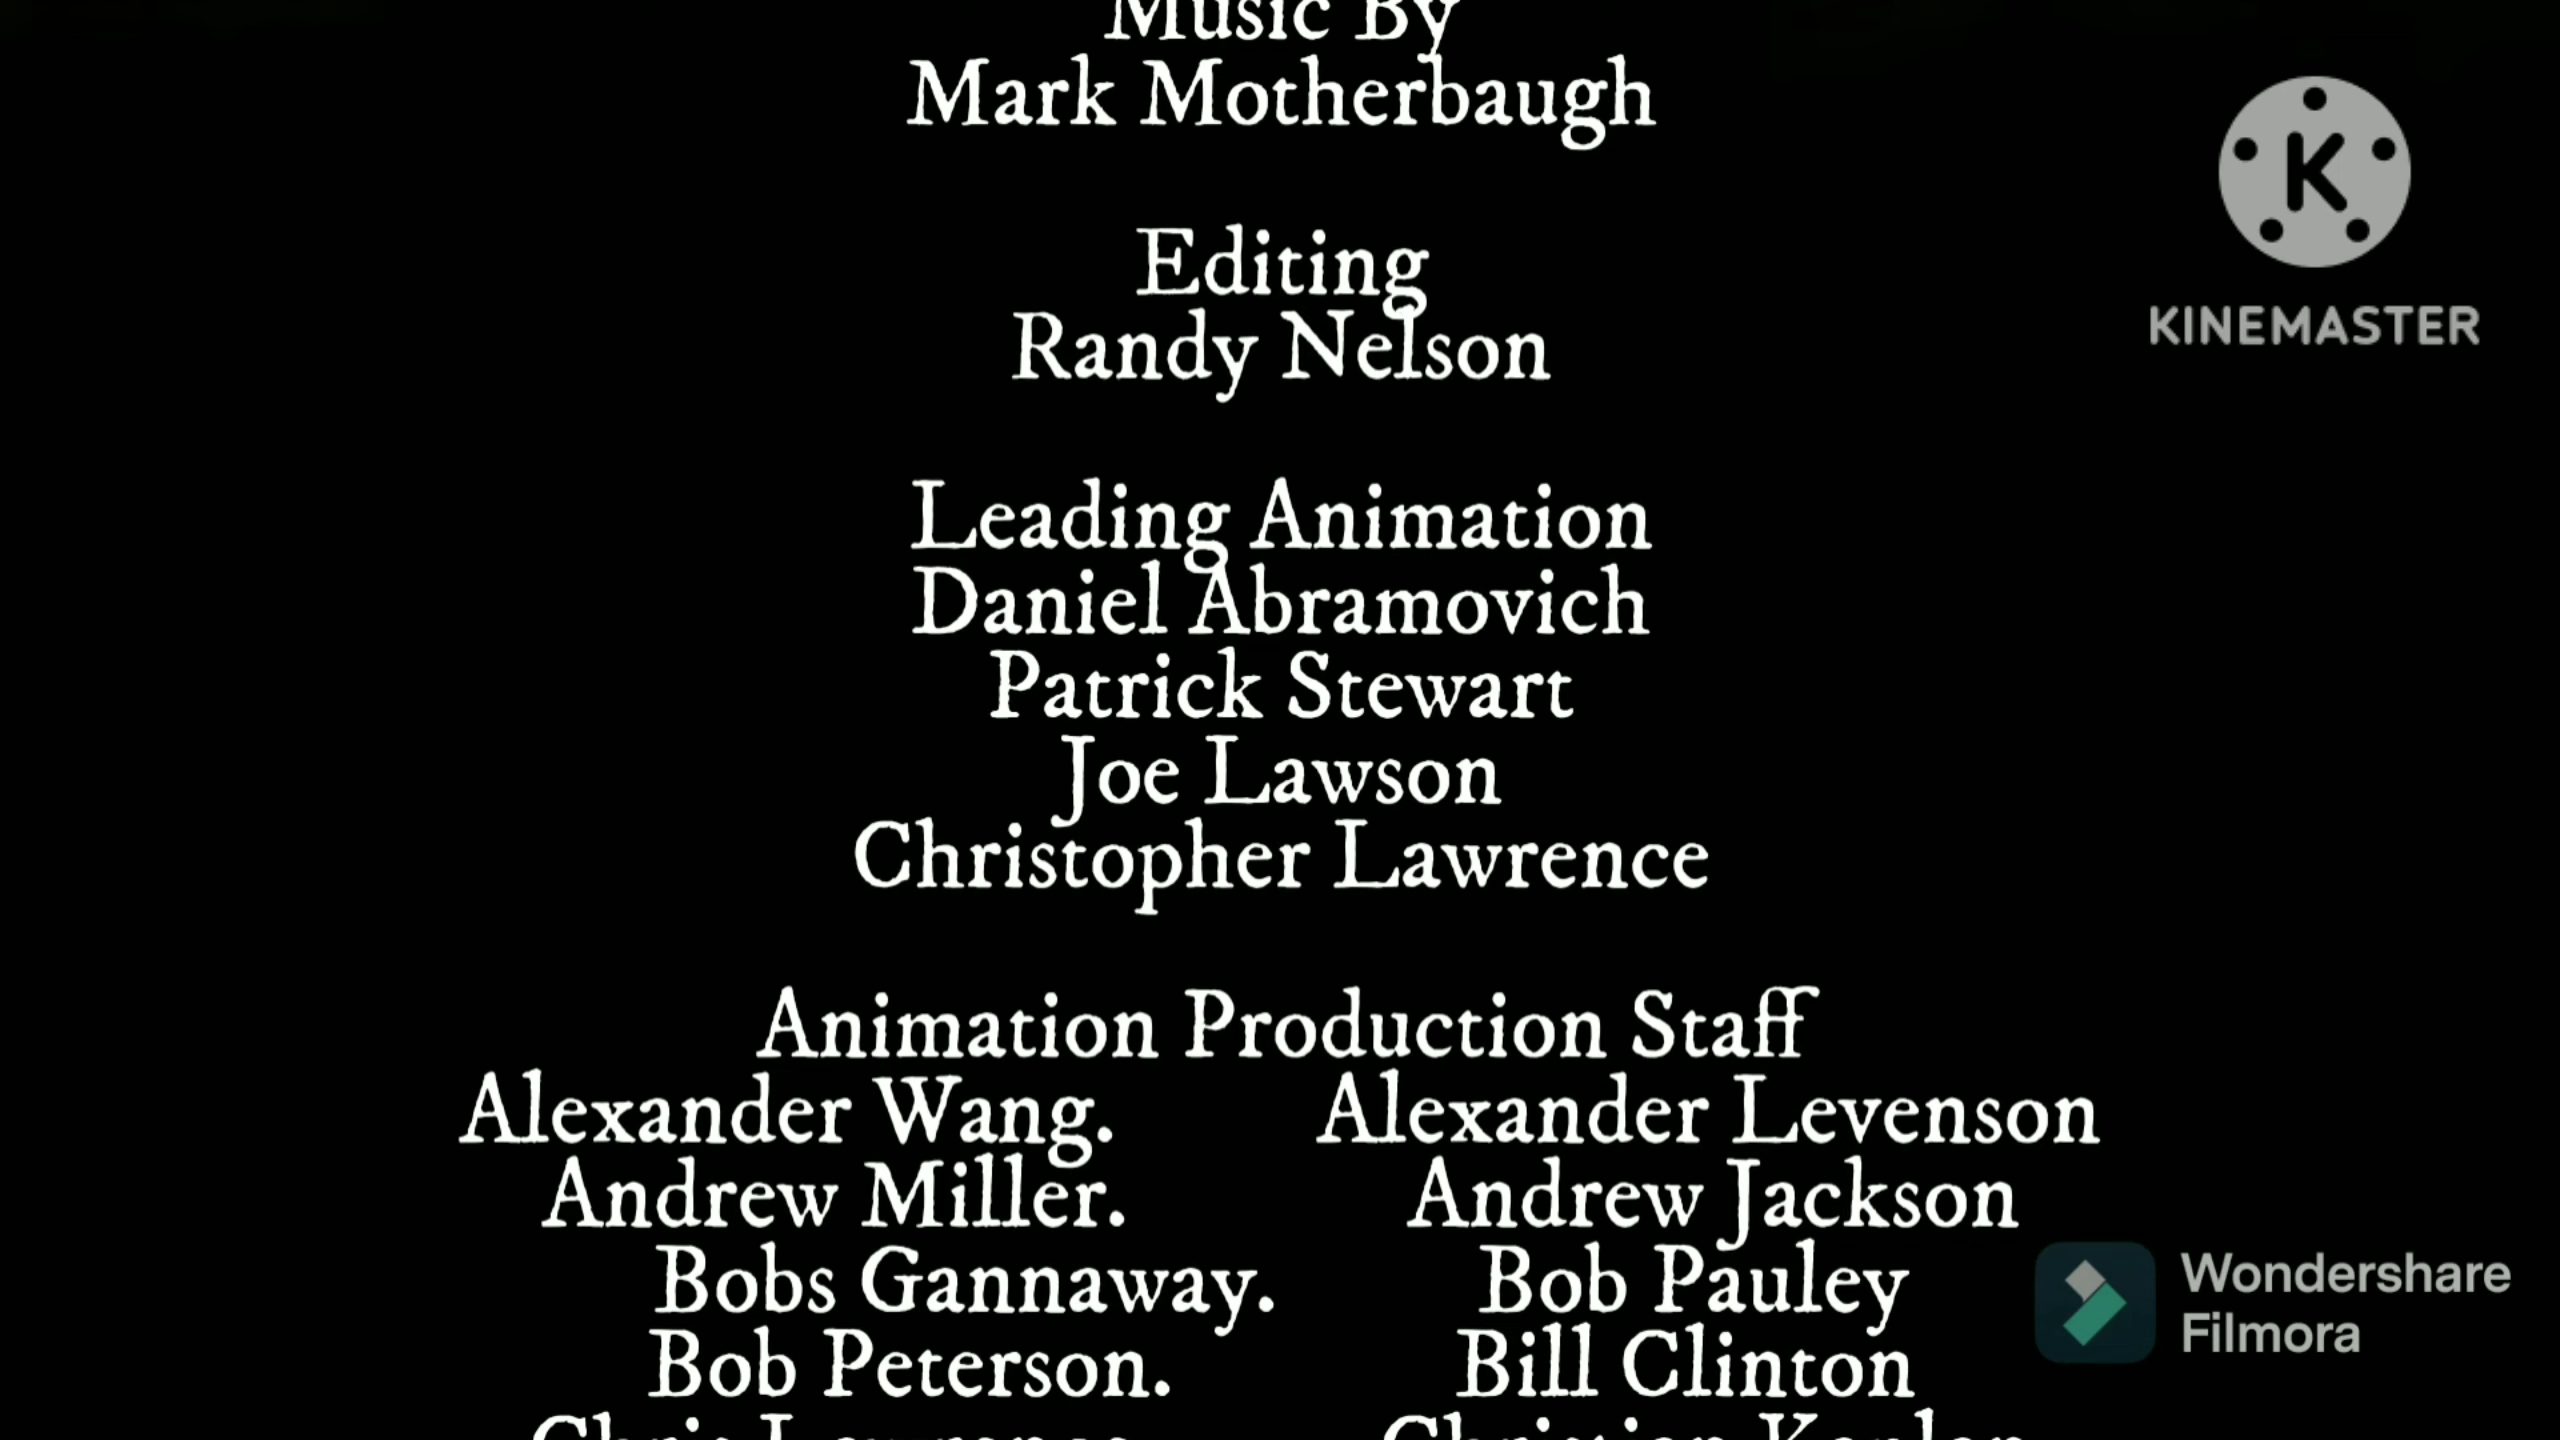 Music By
Mark Motherbaugh
K
KINEMASTER
Editing
Randy Nelson
Leading Animation
Daniel Abramovich
Patrick Stewart
Joe Lawson
Christopher Lawrence
Animation Production Staff
Alexander Wang. Alexander Levenson
Andrew Miller. Andrew Jackson
Bobs Gannaway. Bob Pauley
Bob Peterson. Bill Clinton
Wondershare
Filmora
Chris Lawrence